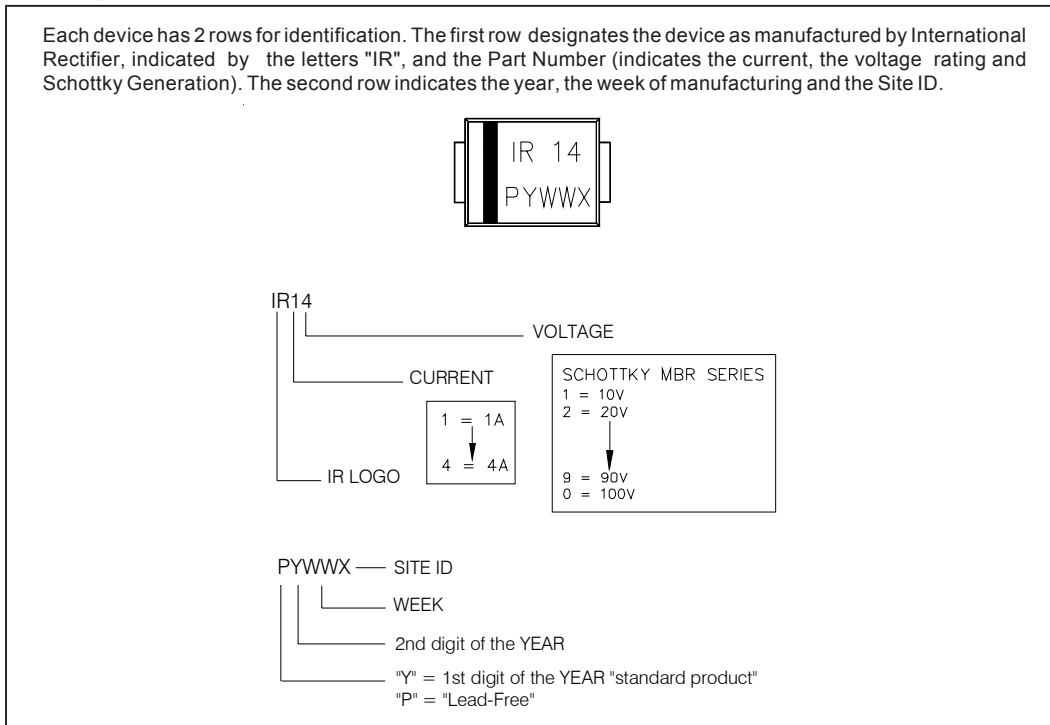 Each device has 2 rows for identification. The first row designates the device as manufactured by International
Rectifier, indicated by the letters "IR", and the Part Number (indicates the current, the voltage rating and
Schottky Generation). The second row indicates the year, the week of manufacturing and the Site ID.
IR 14
PYWWX
IR14
VOLTAGE
CURRENT
1 = 1A
4 = 4A
IR LOGO
SCHOTTKY MBR SERIES
1 = 10V
2 = 20V
9 = 90V
0 = 100V
PYWWX
SITE ID
WEEK
2nd digit of the YEAR
"Y" = 1st digit of the YEAR "standard product"
"P" = "Lead-Free"